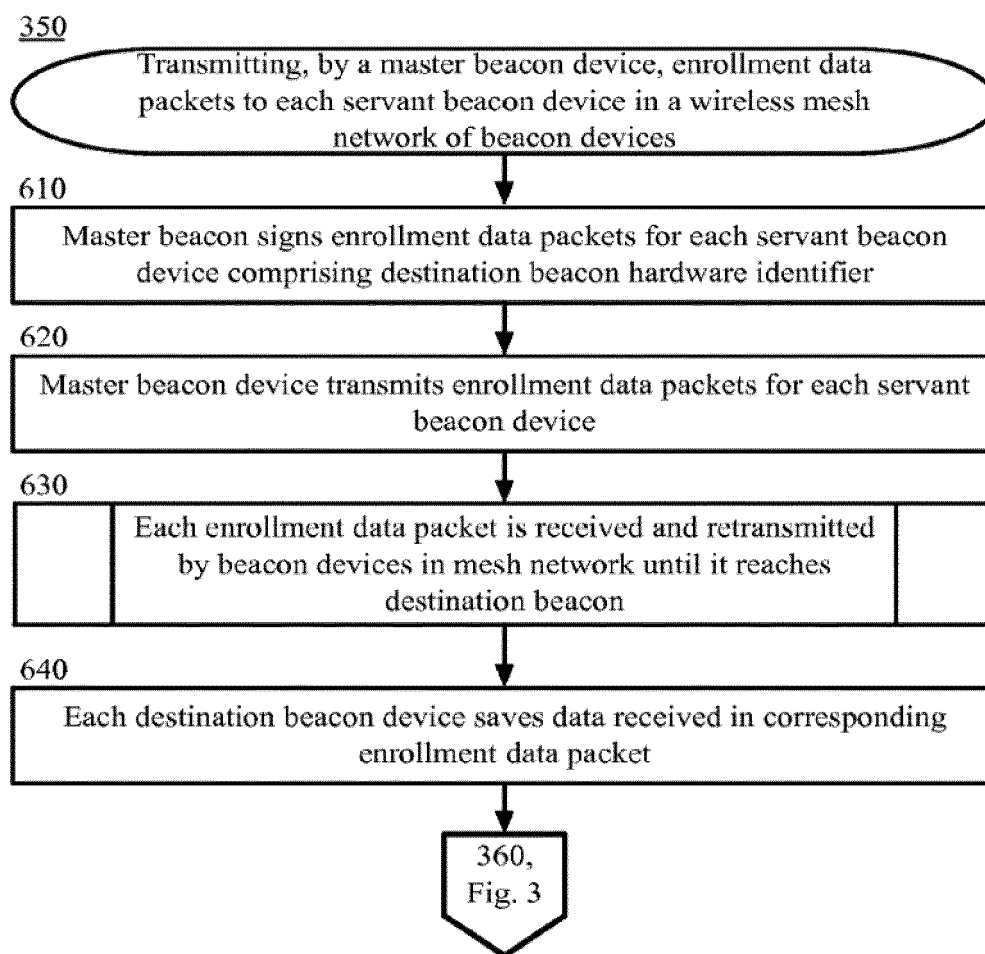 350
Transmitting, by a master beacon device, enrollment data
packets to each servant beacon device in a wireless mesh
network of beacon devices
610
Master beacon signs enrollment data packets for each servant beacon
device comprising destination beacon hardware identifier
620
Master beacon device transmits enrollment data packets for each servant
beacon device
630
Each enrollment data packet is received and retransmitted
by beacon devices in mesh network until it reaches
destination beacon
640
Each destination beacon device saves data received in corresponding
enrollment data packet
360,
Fig. 3